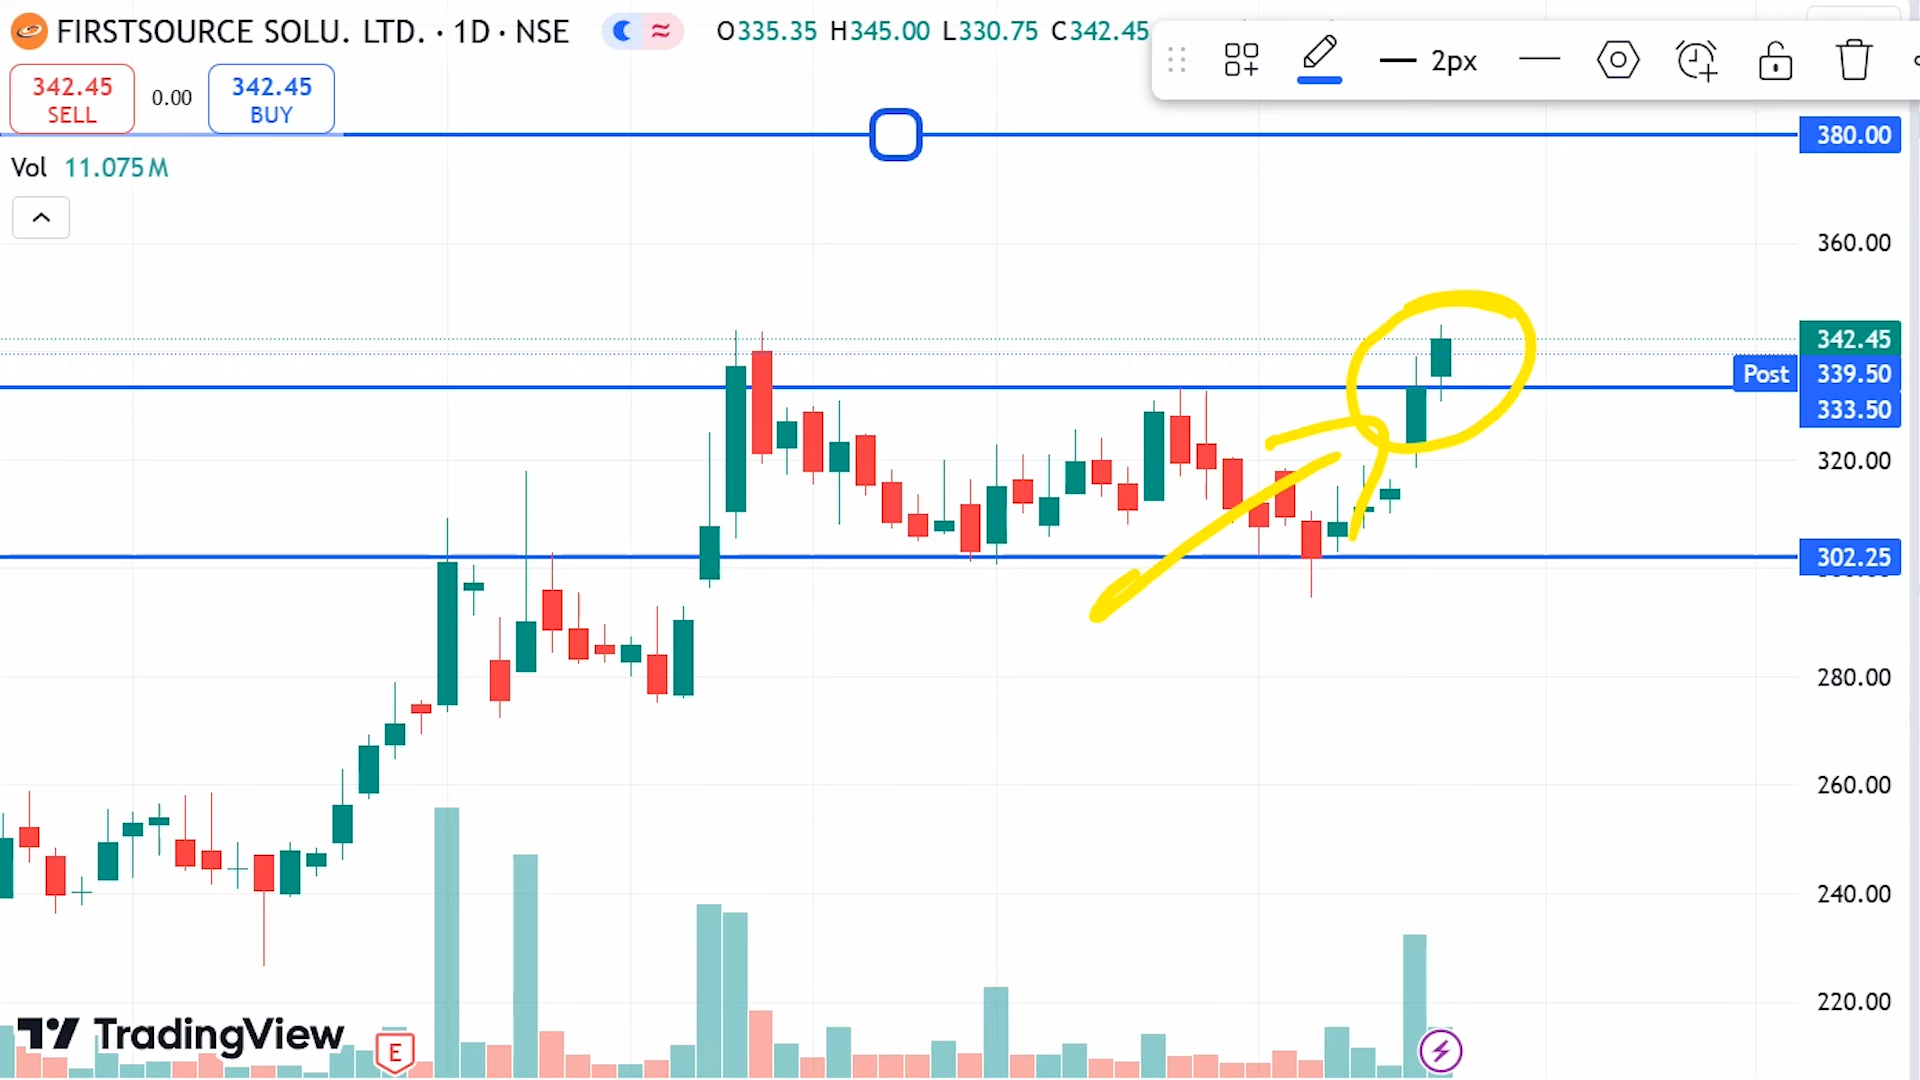 FIRSTSOURCE SOLU. LTD. · 1D · NSE
O335.35 H345.00 L330.75 C342.45
2px
342.45
SELL
0.00
342.45
BUY
Vol 11.075M
380.00
360.00
342.45
Post 339.50
333.50
320.00
302.25
280.00
260.00
240.00
220.00
TradingView
E